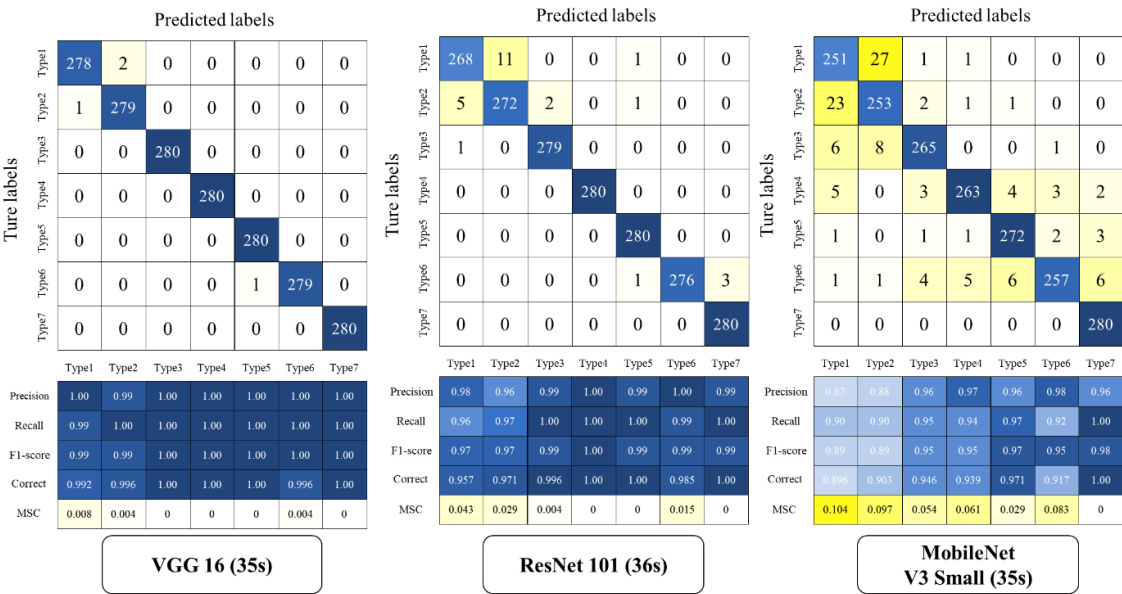 Predicted labels
Ture labels
Type1 278 2 0 0 0 0 0
Type2 1 279 0 0 0 0 0
Type3 0 0 280 0 0 0 0
Type4 0 0 0 280 0 0 0
Type5 0 0 0 0 280 0 0
Type6 0 0 0 0 1 279 0
Type7 0 0 0 0 0 0 280
Type1 Type2 Type3 Type4 Type5 Type6 Type7
Precision 1.00 0.99 1.00 1.00 1.00 1.00 1.00
Recall 0.99 1.00 1.00 1.00 1.00 1.00 1.00
F1-score 0.99 0.99 1.00 1.00 1.00 1.00 1.00
Correct 0.992 0.996 1.00 1.00 1.00 0.996 1.00
MSC 0.008 0.004 0 0 0 0.004 0
VGG 16 (35s)
Predicted labels
Ture labels
Type1 268 11 0 0 1 0 0
Type2 5 272 2 0 1 0 0
Type3 1 0 279 0 0 0 0
Type4 0 0 0 280 0 0 0
Type5 0 0 0 0 280 0 0
Type6 0 0 0 0 1 276 3
Type7 0 0 0 0 0 0 280
Type1 Type2 Type3 Type4 Type5 Type6 Type7
Precision 0.98 0.96 0.99 1.00 0.99 1.00 0.99
Recall 0.96 0.97 1.00 1.00 1.00 0.99 1.00
F1-score 0.97 0.97 0.99 1.00 0.99 0.99 0.99
Correct 0.957 0.971 0.996 1.00 1.00 0.985 1.00
MSC 0.043 0.029 0.004 0 0 0.015 0
ResNet 101 (36s)
Predicted labels
Ture labels
Type1 251 27 1 1 0 0 0
Type2 23 253 2 1 1 0 0
Type3 6 8 265 0 0 1 0
Type4 5 0 3 263 4 3 2
Type5 1 0 1 1 272 2 3
Type6 1 1 4 5 6 257 6
Type7 0 0 0 0 0 0 280
Type1 Type2 Type3 Type4 Type5 Type6 Type7
Precision 0.87 0.88 0.96 0.97 0.96 0.98 0.96
Recall 0.90 0.90 0.95 0.94 0.97 0.92 1.00
F1-score 0.89 0.89 0.95 0.95 0.97 0.95 0.98
Correct 0.896 0.903 0.946 0.939 0.971 0.917 1.00
MSC 0.104 0.097 0.054 0.061 0.029 0.083 0
MobileNet
V3 Small (35s)